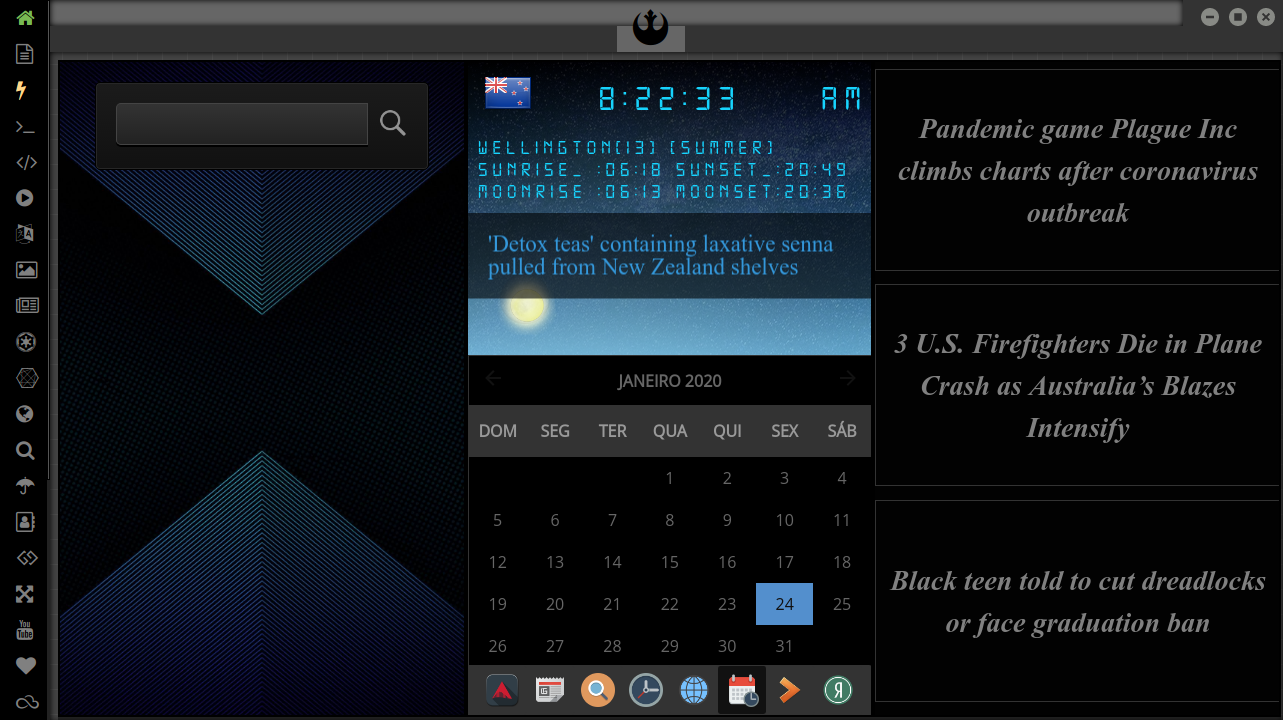 8:22:33 AM
WELLINGTON(13) (SUMMER)
SUNRISE_ :06:18 SUNSET_:20:49
MOONRISE :06:13 MOONSET:20:36
'Detox teas' containing laxative senna
pulled from New Zealand shelves
JANEIRO 2020
DOM SEG TER QUA QUI SEX SÁB
1 2 3 4
5 6 7 8 9 10 11
12 13 14 15 16 17 18
19 20 21 22 23 24 25
26 27 28 29 30 31
Pandemic game Plague Inc
climbs charts after coronavirus
outbreak
3 U.S. Firefighters Die in Plane
Crash as Australia’s Blazes
Intensify
Black teen told to cut dreadlocks
or face graduation ban
You
Tube